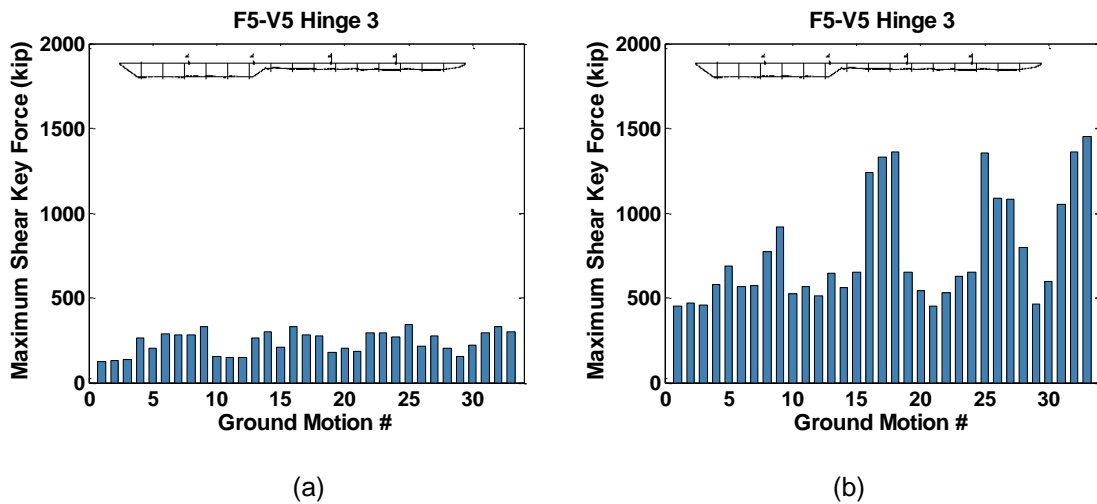 F5-V5 Hinge 3
2000
1500
1000
500
0
Maximum Shear Key Force (kip)
0 5 10 15 20 25 30
Ground Motion #
(a)
F5-V5 Hinge 3
2000
1500
1000
500
0
Maximum Shear Key Force (kip)
0 5 10 15 20 25 30
Ground Motion #
(b)